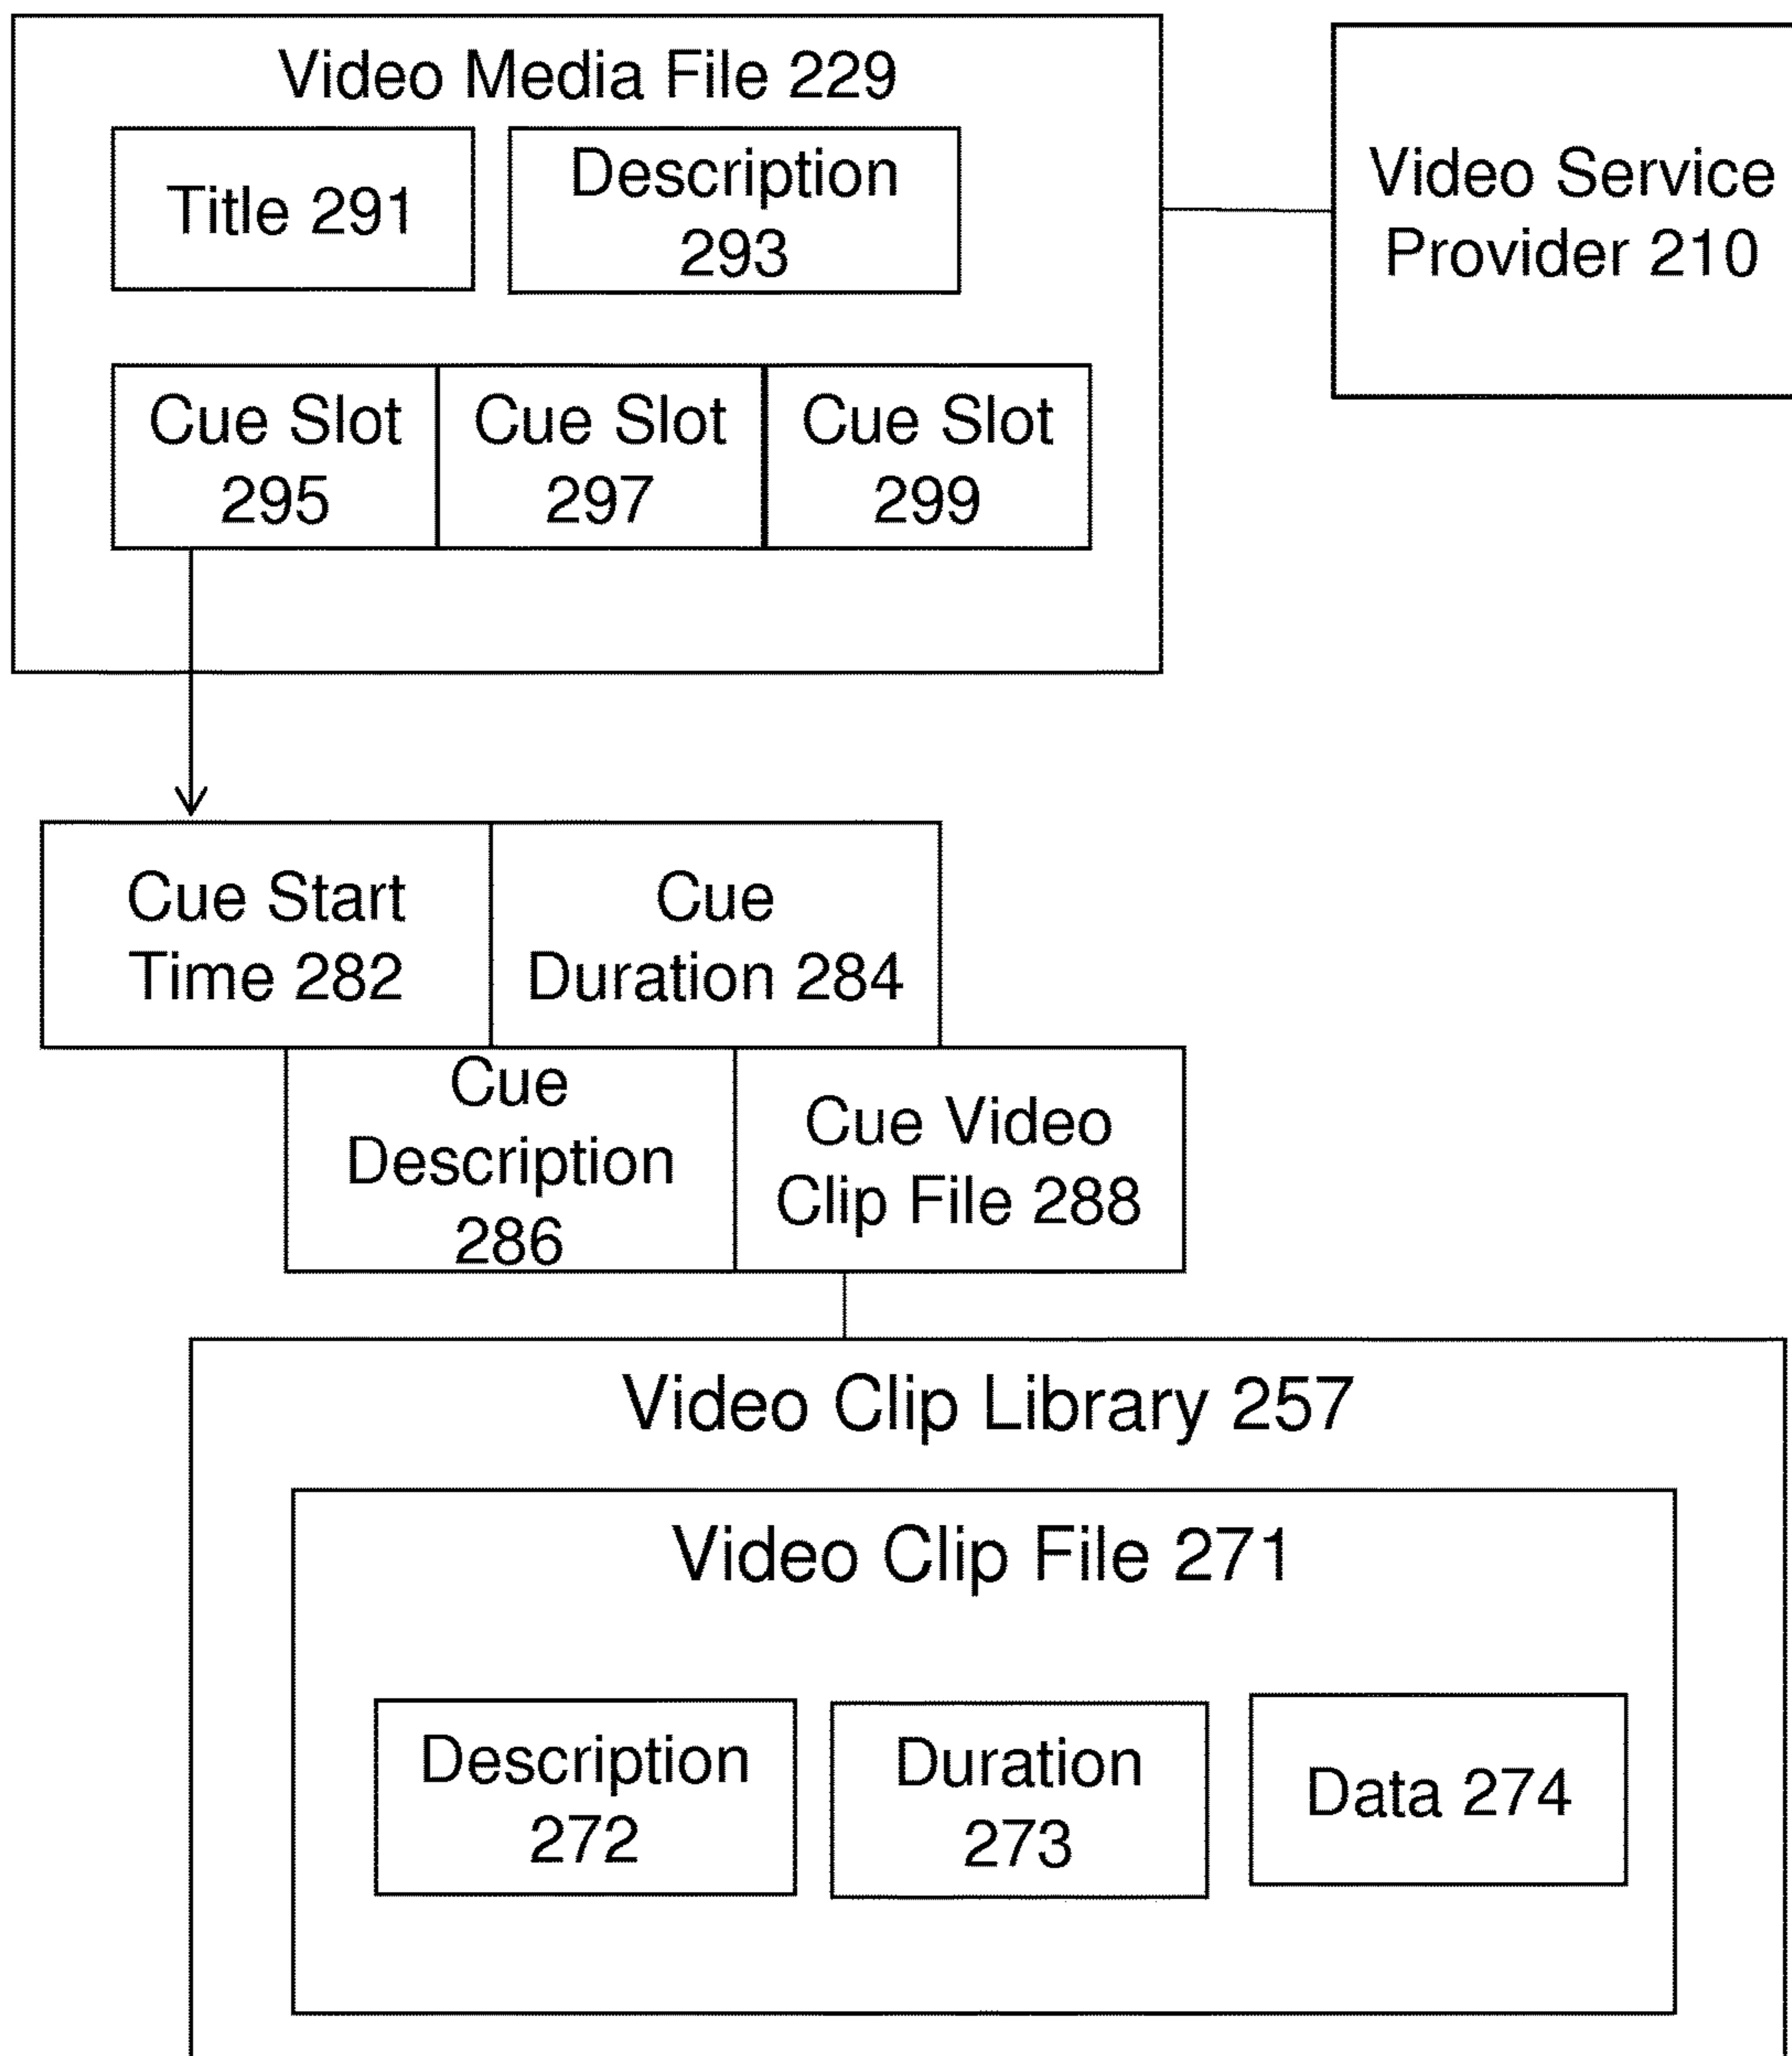 Video Media File 229
Title 291
Description
293
Video Service
Provider 210
Cue Slot
295
Cue Slot
297
Cue Slot
299
Cue Start
Time 282
Cue
Duration 284
Cue
Description
286
Cue Video
Clip File 288
Video Clip Library 257
Video Clip File 271
Description
272
Duration
273
Data 274